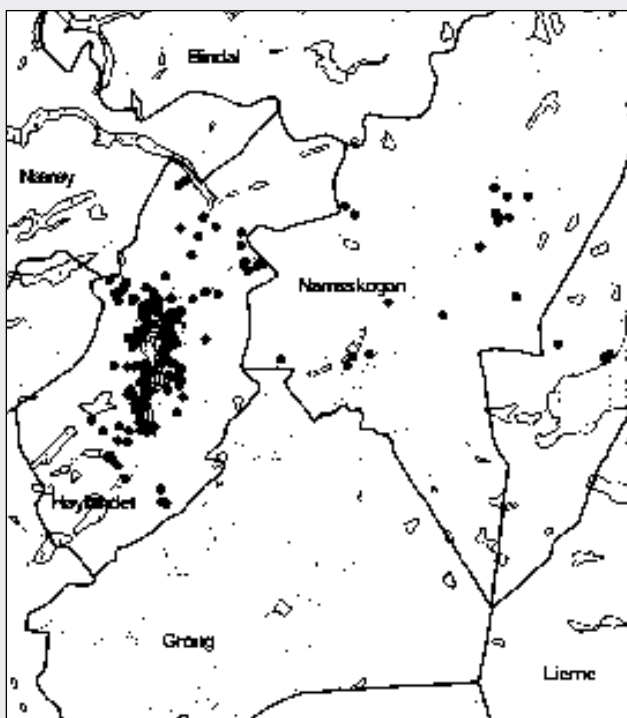 Bindal
Nærøy
Namsskogan
Høylandet
Grong
Lierne